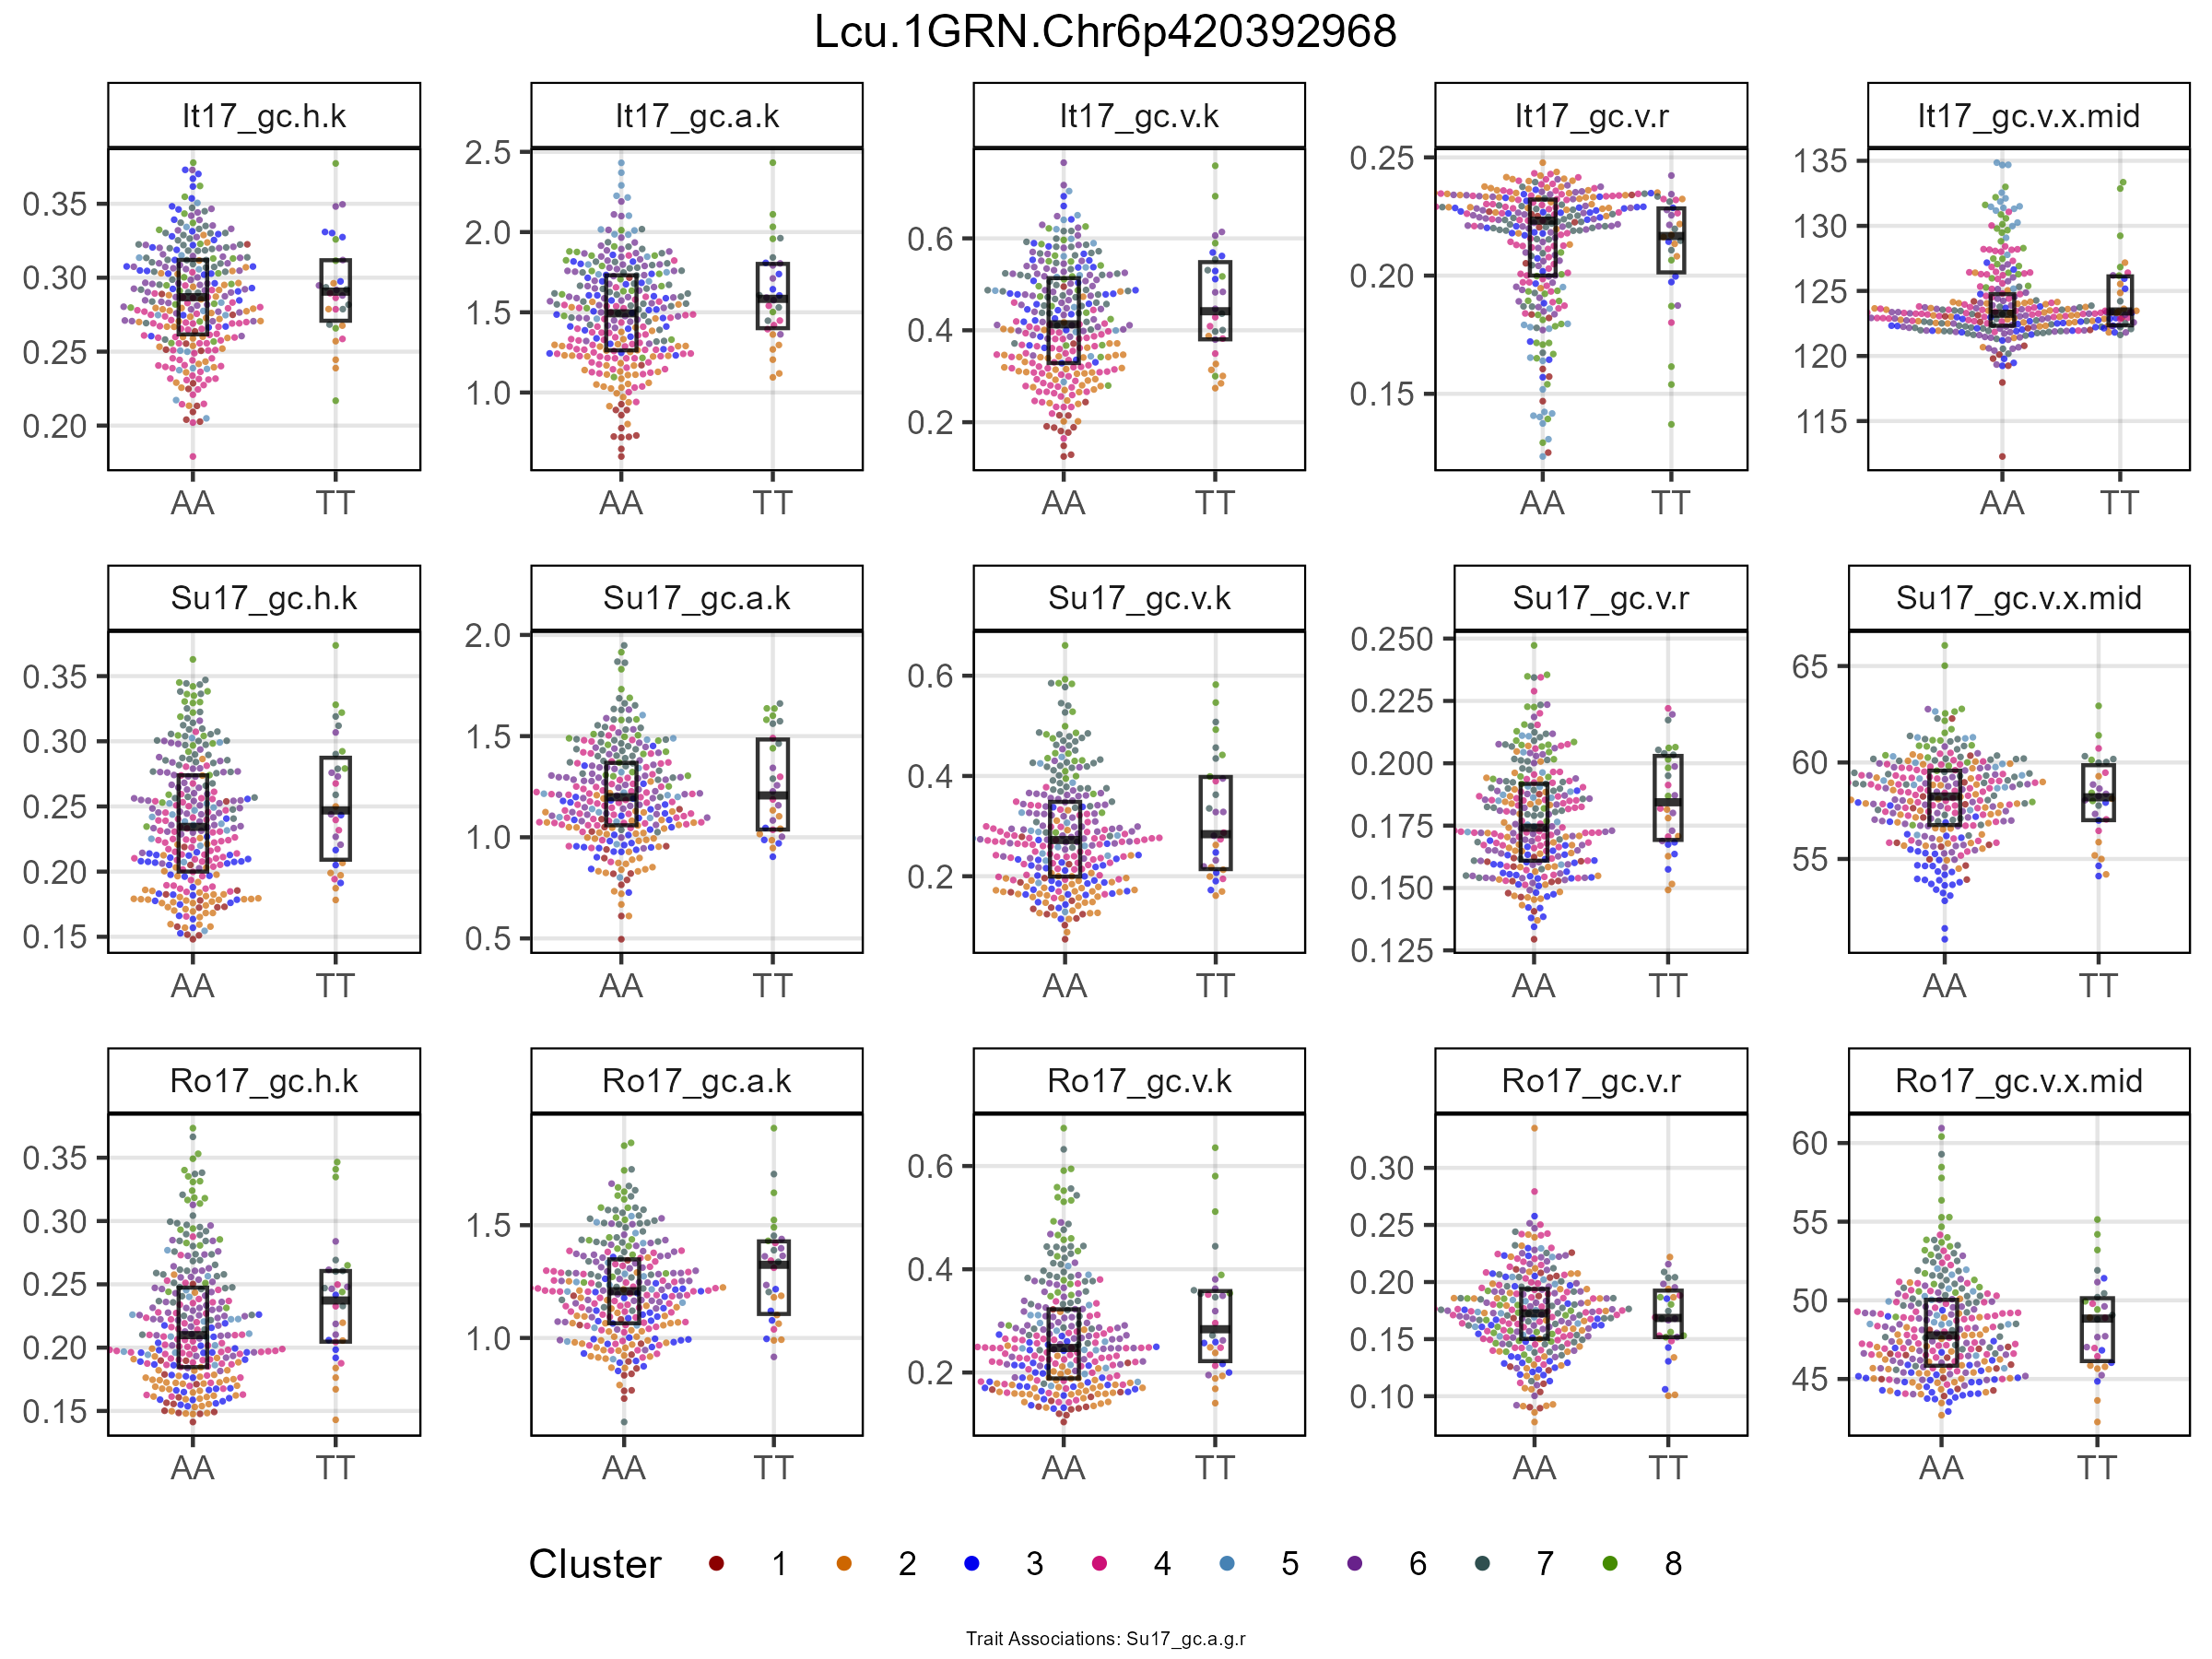 Lcu.1GRN.Chr6p420392968
It17_gc.h.k It17_gc.a.k It17_gc.v.k It17_gc.v.r It17_gc.v.x.mid
0.35 0.30 0.25 0.20
2.5 2.0 1.5 1.0
0.6 0.4 0.2
0.25 0.20 0.15
135 130 125 120 115
AA TT AA TT AA TT AA TT AA TT
Su17_gc.h.k Su17_gc.a.k Su17_gc.v.k Su17_gc.v.r Su17_gc.v.x.mid
0.35 0.30 0.25 0.20 0.15
2.0 1.5 1.0 0.5
0.6 0.4 0.2
0.250 0.225 0.200 0.175 0.150 0.125
65 60 55
AA TT AA TT AA TT AA TT AA TT
Ro17_gc.h.k Ro17_gc.a.k Ro17_gc.v.k Ro17_gc.v.r Ro17_gc.v.x.mid
0.35 0.30 0.25 0.20 0.15
1.5 1.0
0.6 0.4 0.2
0.30 0.25 0.20 0.15 0.10
60 55 50 45
AA TT AA TT AA TT AA TT AA TT
Cluster 1 2 3 4 5 6 7 8
Trait Associations: Su17_gc.a.g.r